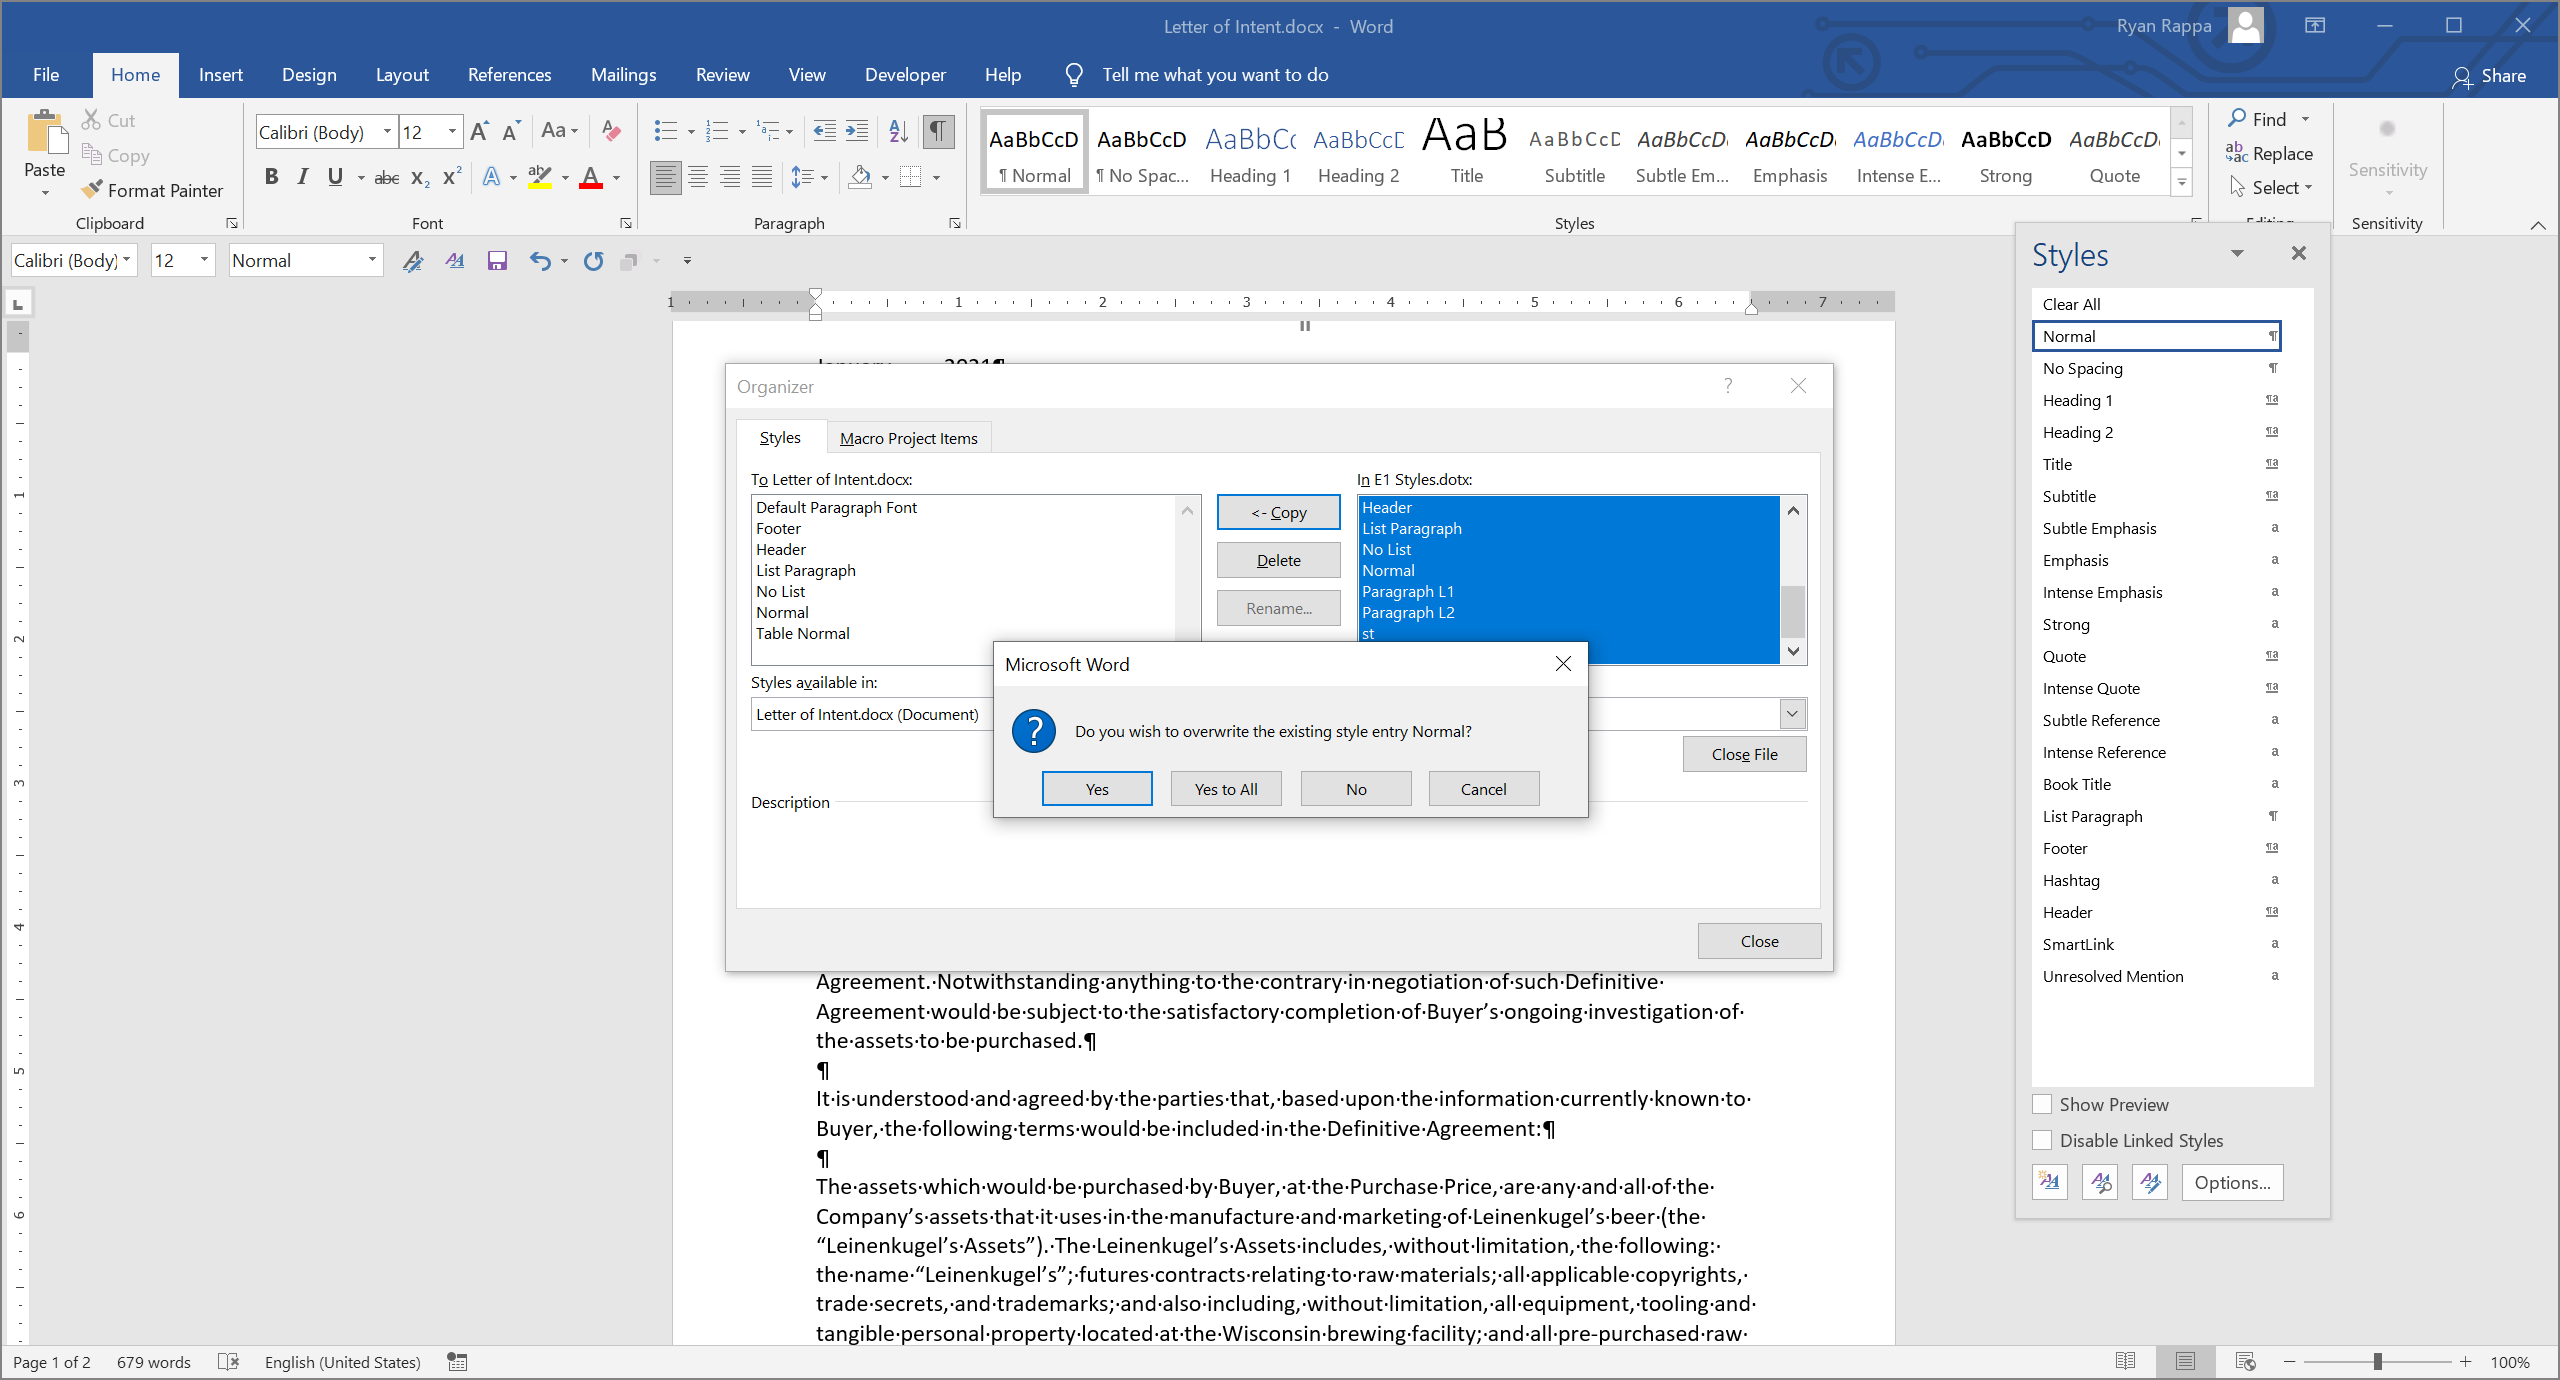 Letter of Intent.docx - Word
Ryan Rappa
File Home Insert Design Layout References Mailings Review View Developer Help Tell me what you want to do
Share
Paste
Cut
Copy
Format Painter
Clipboard
Calibri (Body) 12
Font
Paragraph
AaBbCcD AaBbCcD AaBbCc AaBbCcD AaB AaBbCcD AaBbCcD AaBbCcD AaBbCcD AaBbCcD AaBbCcD
¶ Normal ¶ No Spac... Heading 1 Heading 2 Title Subtitle Subtle Em... Emphasis Intense E... Strong Quote
Styles
Find
Replace
Select
Editing
Sensitivity
Sensitivity
Calibri (Body) 12 Normal
1 1 2 3 4 5 6 7
January 2021¶
Organizer
Styles Macro Project Items
To Letter of Intent.docx:
Default Paragraph Font
Footer
Header
List Paragraph
No List
Normal
Table Normal
<- Copy
Delete
Rename...
In E1 Styles.dotx:
Header
List Paragraph
No List
Normal
Paragraph L1
Paragraph L2
st
Styles available in:
Letter of Intent.docx (Document)
Close File
Description
Close
Microsoft Word
Do you wish to overwrite the existing style entry Normal?
Yes Yes to All No Cancel
Agreement.·Notwithstanding·anything·to·the·contrary·in·negotiation·of·such·Definitive·
Agreement·would·be·subject·to·the·satisfactory·completion·of·Buyer’s·ongoing·investigation·of·
the·assets·to·be·purchased.¶
¶
It·is·understood·and·agreed·by·the·parties·that,·based·upon·the·information·currently·known·to·
Buyer,·the·following·terms·would·be·included·in·the·Definitive·Agreement:¶
¶
The·assets·which·would·be·purchased·by·Buyer,·at·the·Purchase·Price,·are·any·and·all·of·the·
Company’s·assets·that·it·uses·in·the·manufacture·and·marketing·of·Leinenkugel’s·beer·(the·
“Leinenkugel’s·Assets”).·The·Leinenkugel’s·Assets·includes,·without·limitation,·the·following:·
the·name·“Leinenkugel’s”;·futures·contracts·relating·to·raw·materials;·all·applicable·copyrights,·
trade·secrets,·and·trademarks;·and·also·including,·without·limitation,·all·equipment,·tooling·and·
tangible·personal·property·located·at·the·Wisconsin·brewing·facility;·and·all·pre-purchased·raw·
Styles
Clear All
Normal ¶
No Spacing ¶
Heading 1 ¶a
Heading 2 ¶a
Title ¶a
Subtitle ¶a
Subtle Emphasis a
Emphasis a
Intense Emphasis a
Strong a
Quote ¶a
Intense Quote ¶a
Subtle Reference a
Intense Reference a
Book Title a
List Paragraph ¶
Footer ¶a
Hashtag a
Header ¶a
SmartLink a
Unresolved Mention a
Show Preview
Disable Linked Styles
Options...
1
2
3
4
5
6
Page 1 of 2 679 words English (United States) 100%